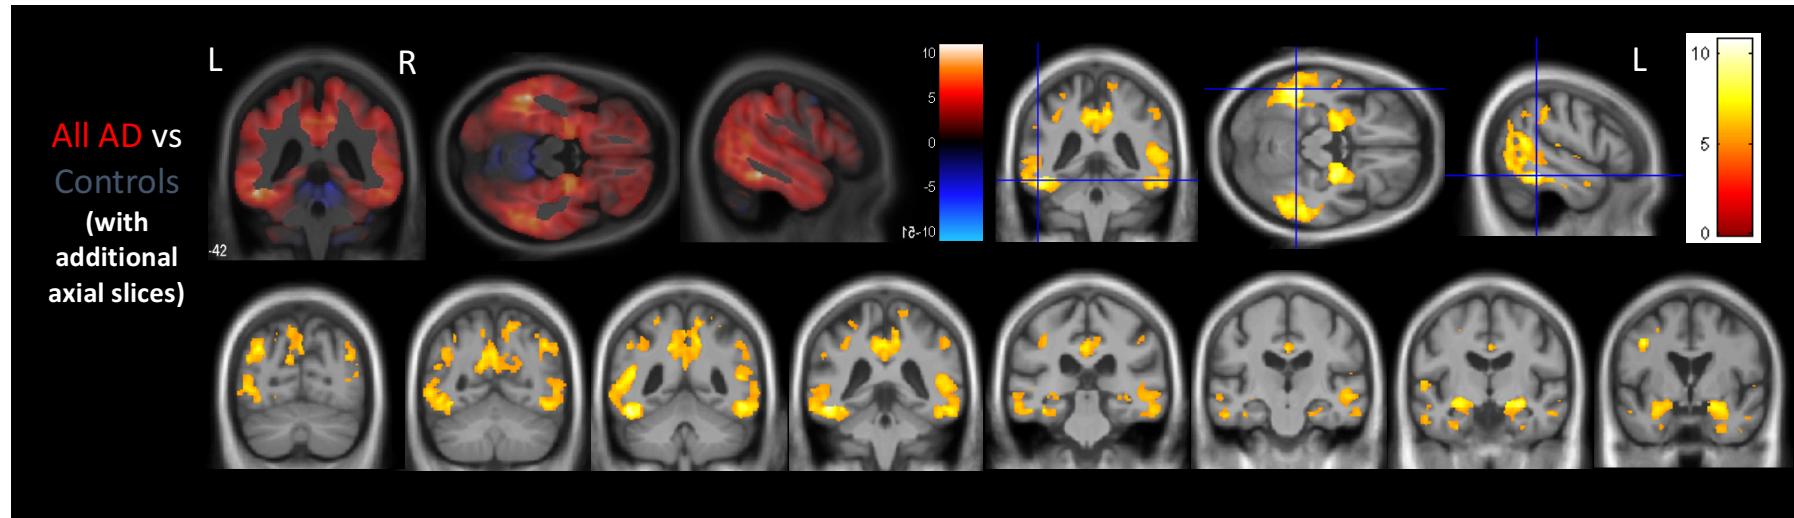 L
R
L
All AD vs
Controls
(with
additional
axial slices)
-42
10
5
0
-5
-10
10
5
0